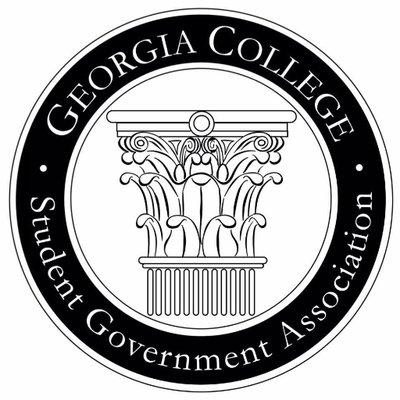 GEORGIA COLLEGE
Student Government Association